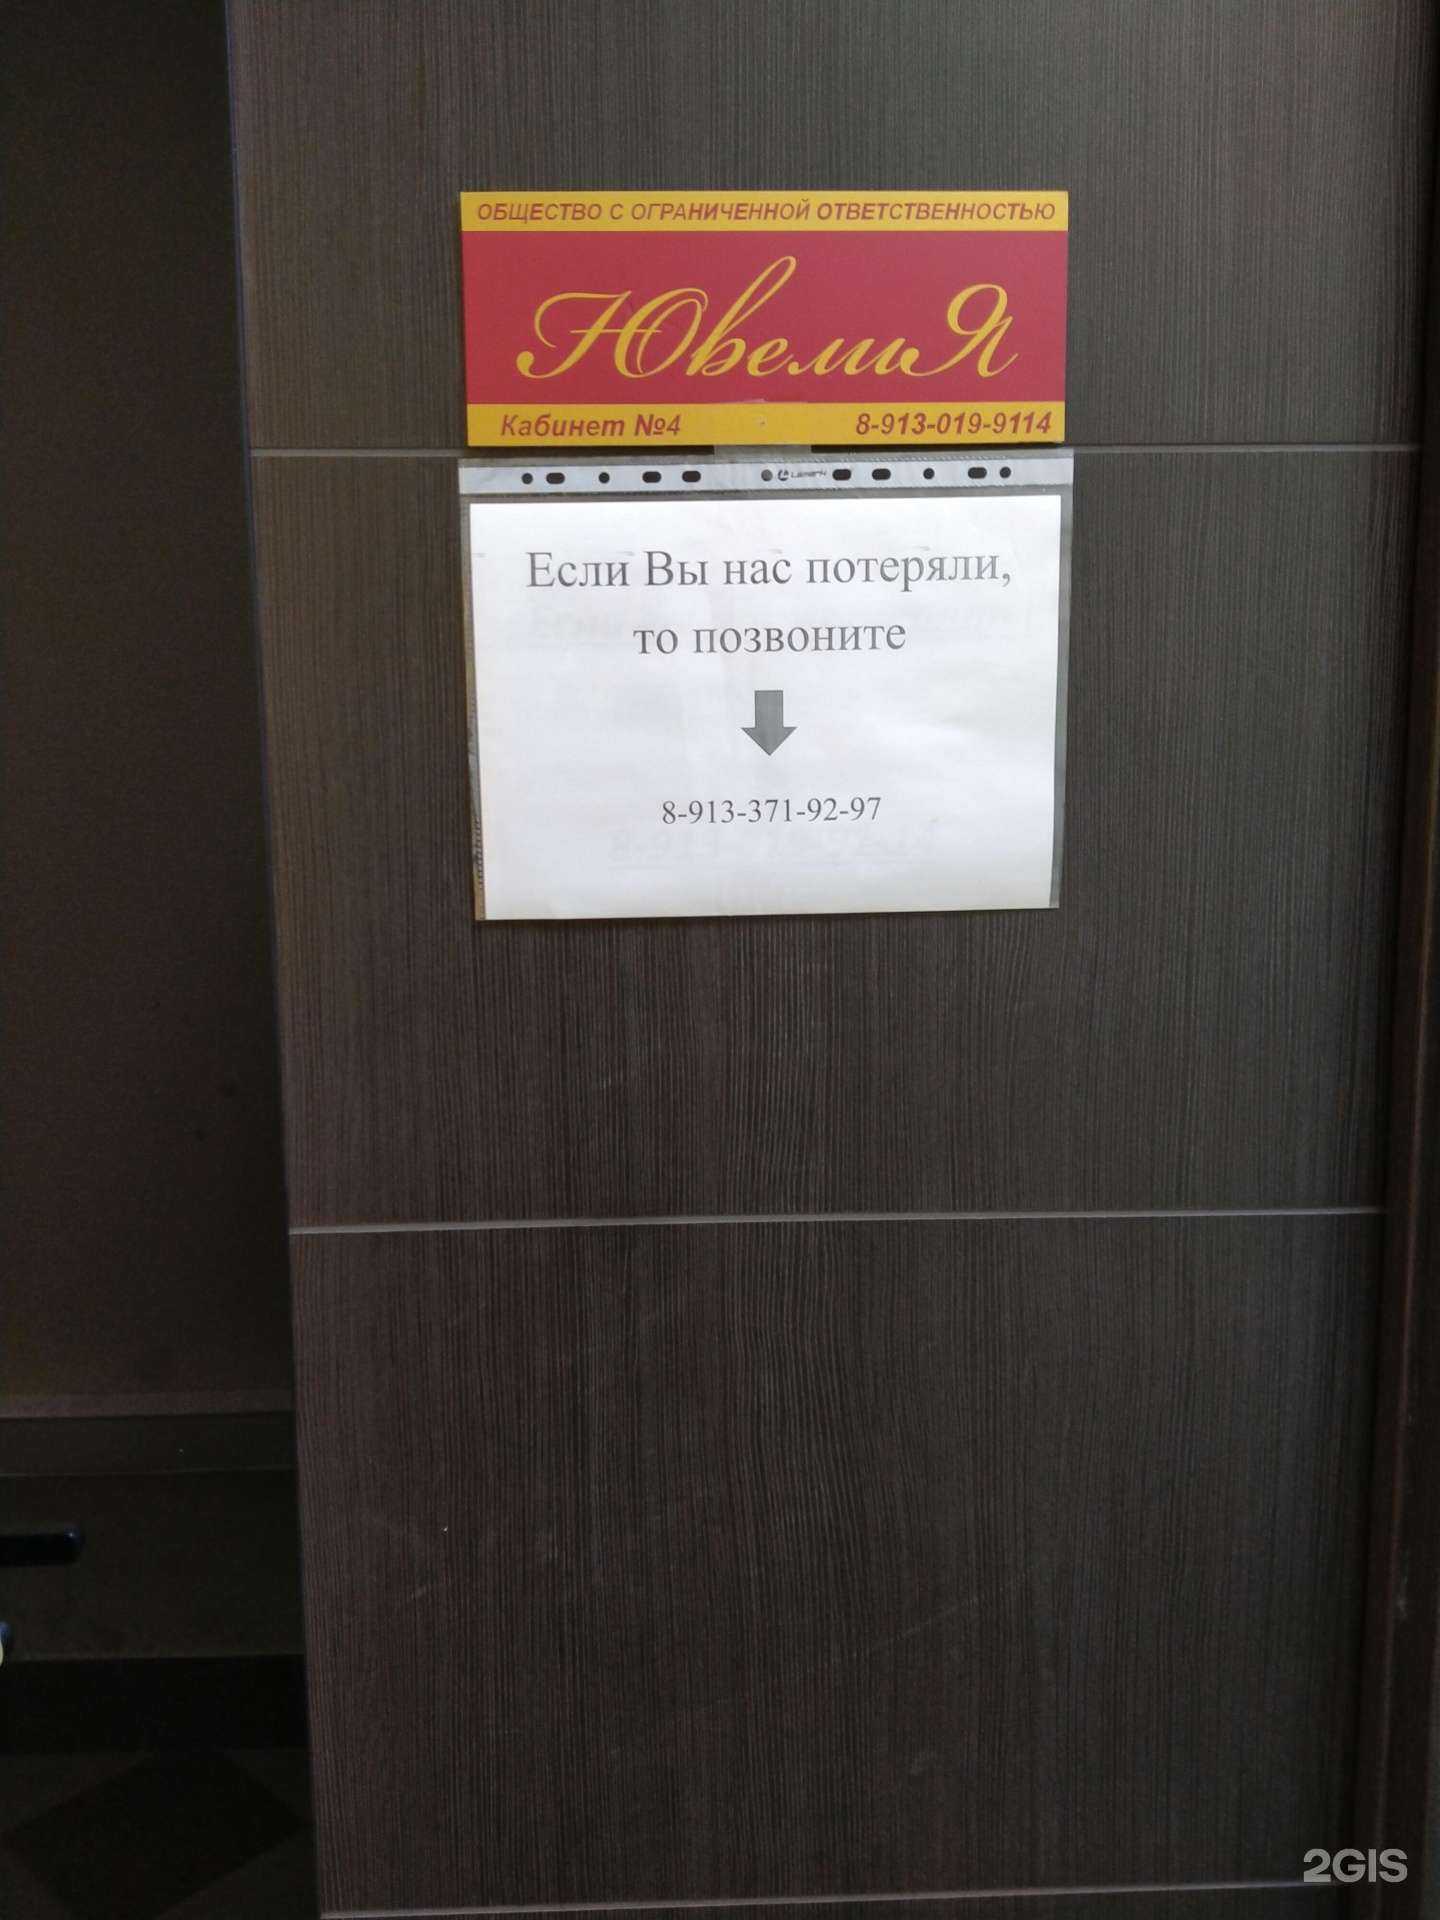 ОБЩЕСТВО С ОГРАНИЧЕННОЙ ОТВЕТСТВЕННОСТЬЮ
ЮвелиЯ
Кабинет №4 8-913-019-9114
Lamark
Если Вы нас потеряли,
то позвоните
8-913-371-92-97
2GIS